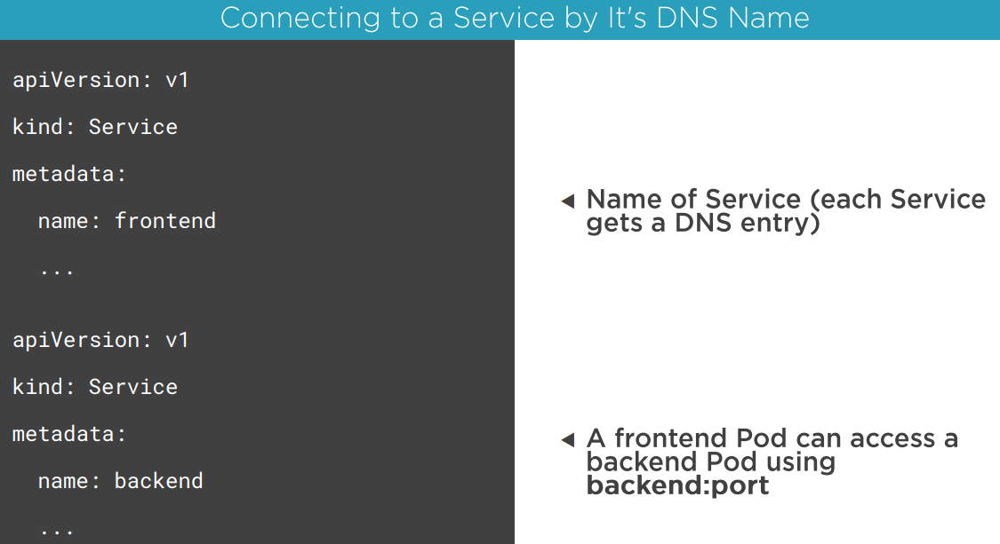 Connecting to a Service by It's DNS Name
apiVersion: v1
kind: Service
metadata:
  name: frontend
  ...
◄ Name of Service (each Service
gets a DNS entry)
apiVersion: v1
kind: Service
metadata:
  name: backend
  ...
◄ A frontend Pod can access a
backend Pod using
backend:port